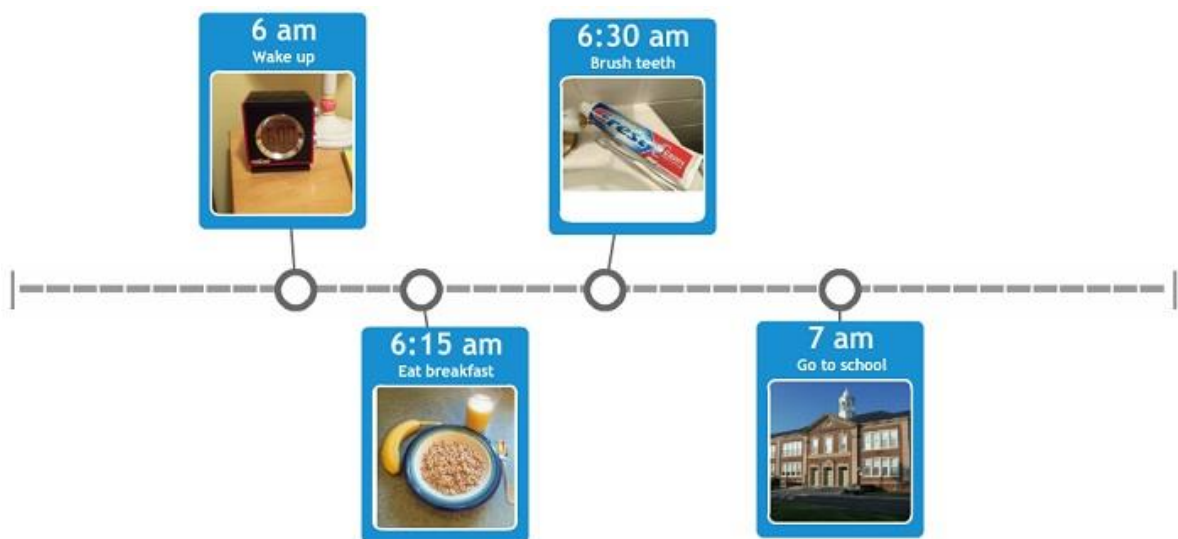 6 am
Wake up
6:30 am
Brush teeth
Crest
6:15 am
Eat breakfast
7 am
Go to school